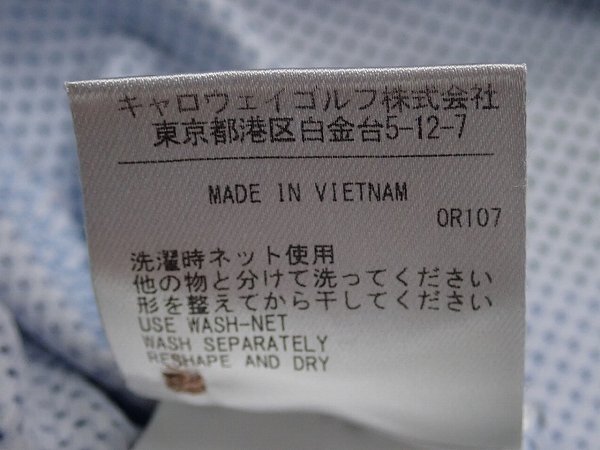 キャロウェイゴルフ株式会社
東京都港区白金台5-12-7
MADE IN VIETNAM
OR107
洗濯時ネット使用
他の物と分けて洗ってください
形を整えてから干してください
USE WASH-NET
WASH SEPARATELY
RESHAPE AND DRY